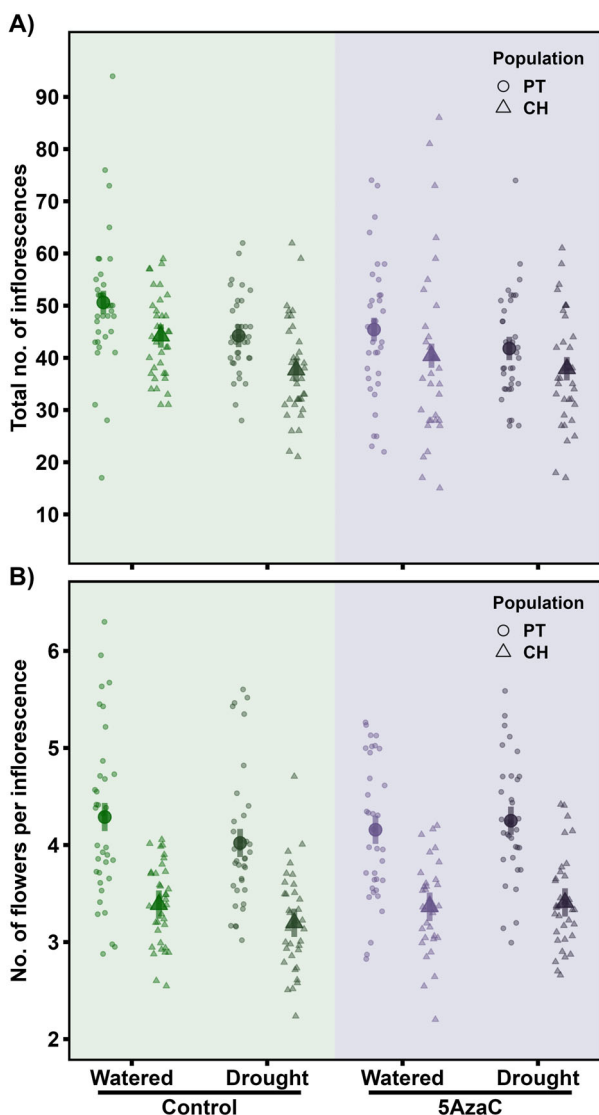 A)
Total no. of inflorescences
90
80
70
60
50
40
30
20
10
Population
PT
CH
B)
No. of flowers per inflorescence
6
5
4
3
2
Population
PT
CH
Watered Drought Watered Drought
Control 5AzaC